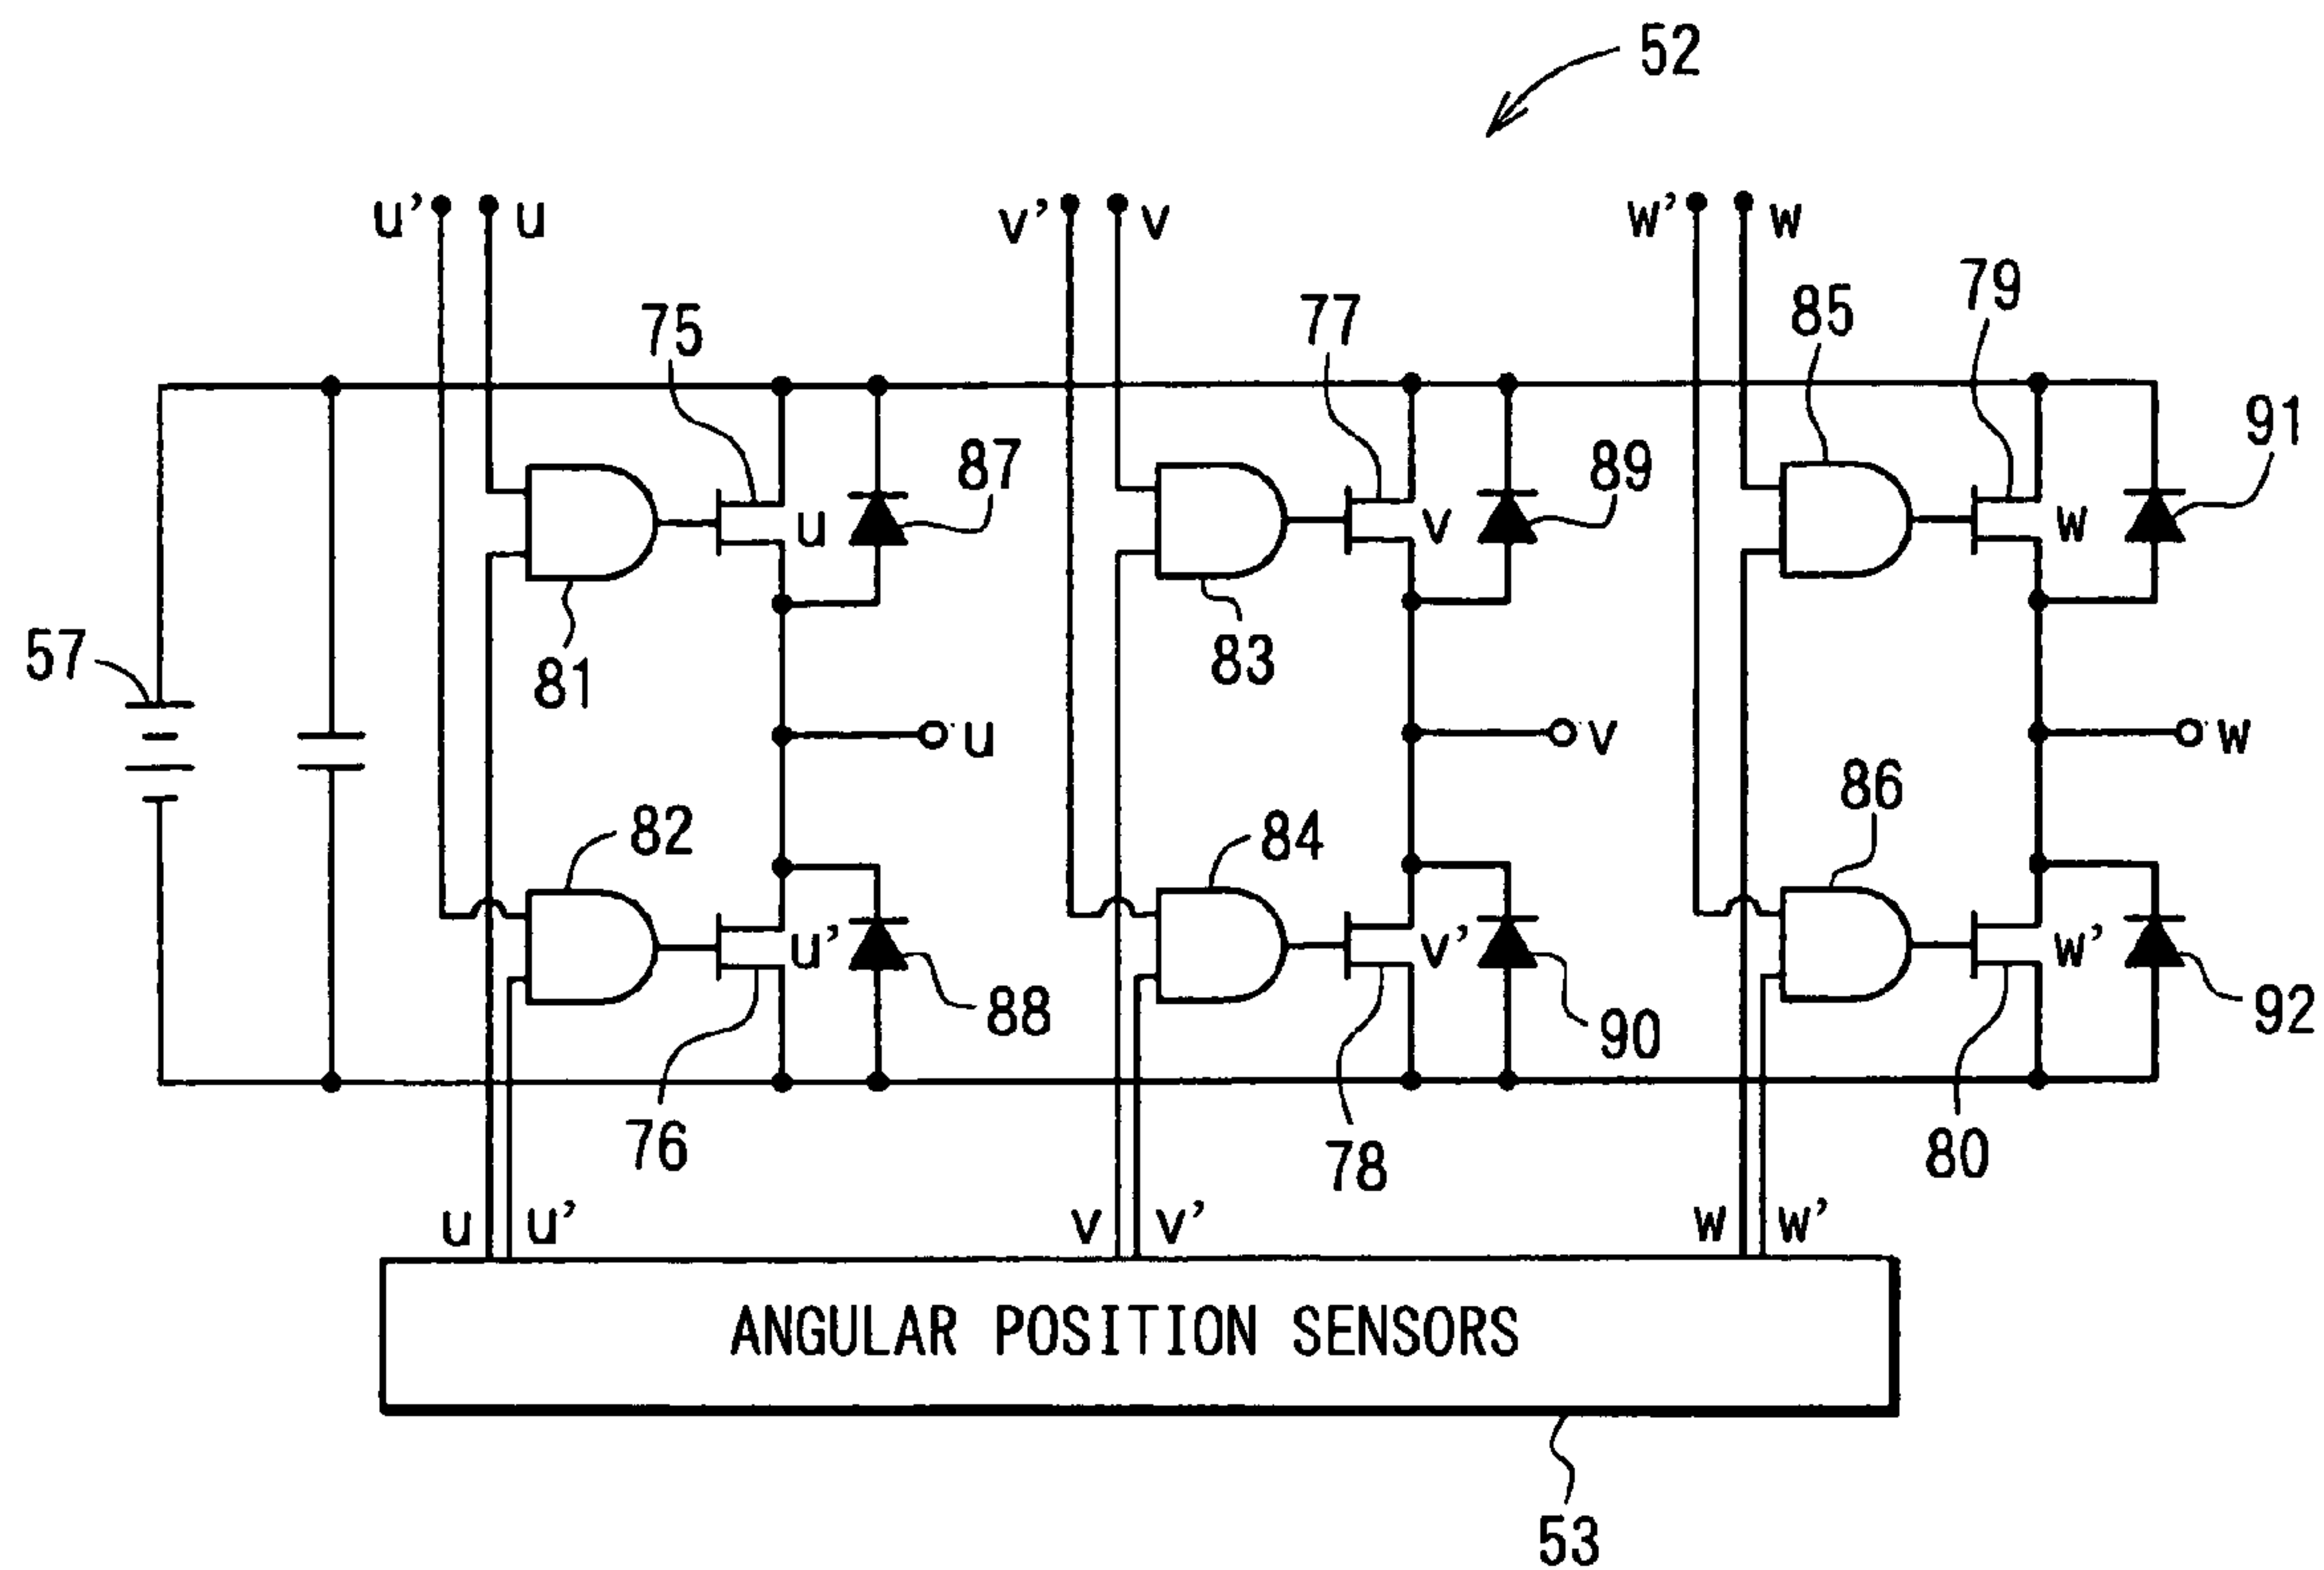 52
u' u v' v w' w
75 77 85 79
91
87 89
u v w
57 81 83
u v w
82 84 86
u' v' w'
88 90 92
76 78 80
u u' v v' w w'
ANGULAR POSITION SENSORS
53